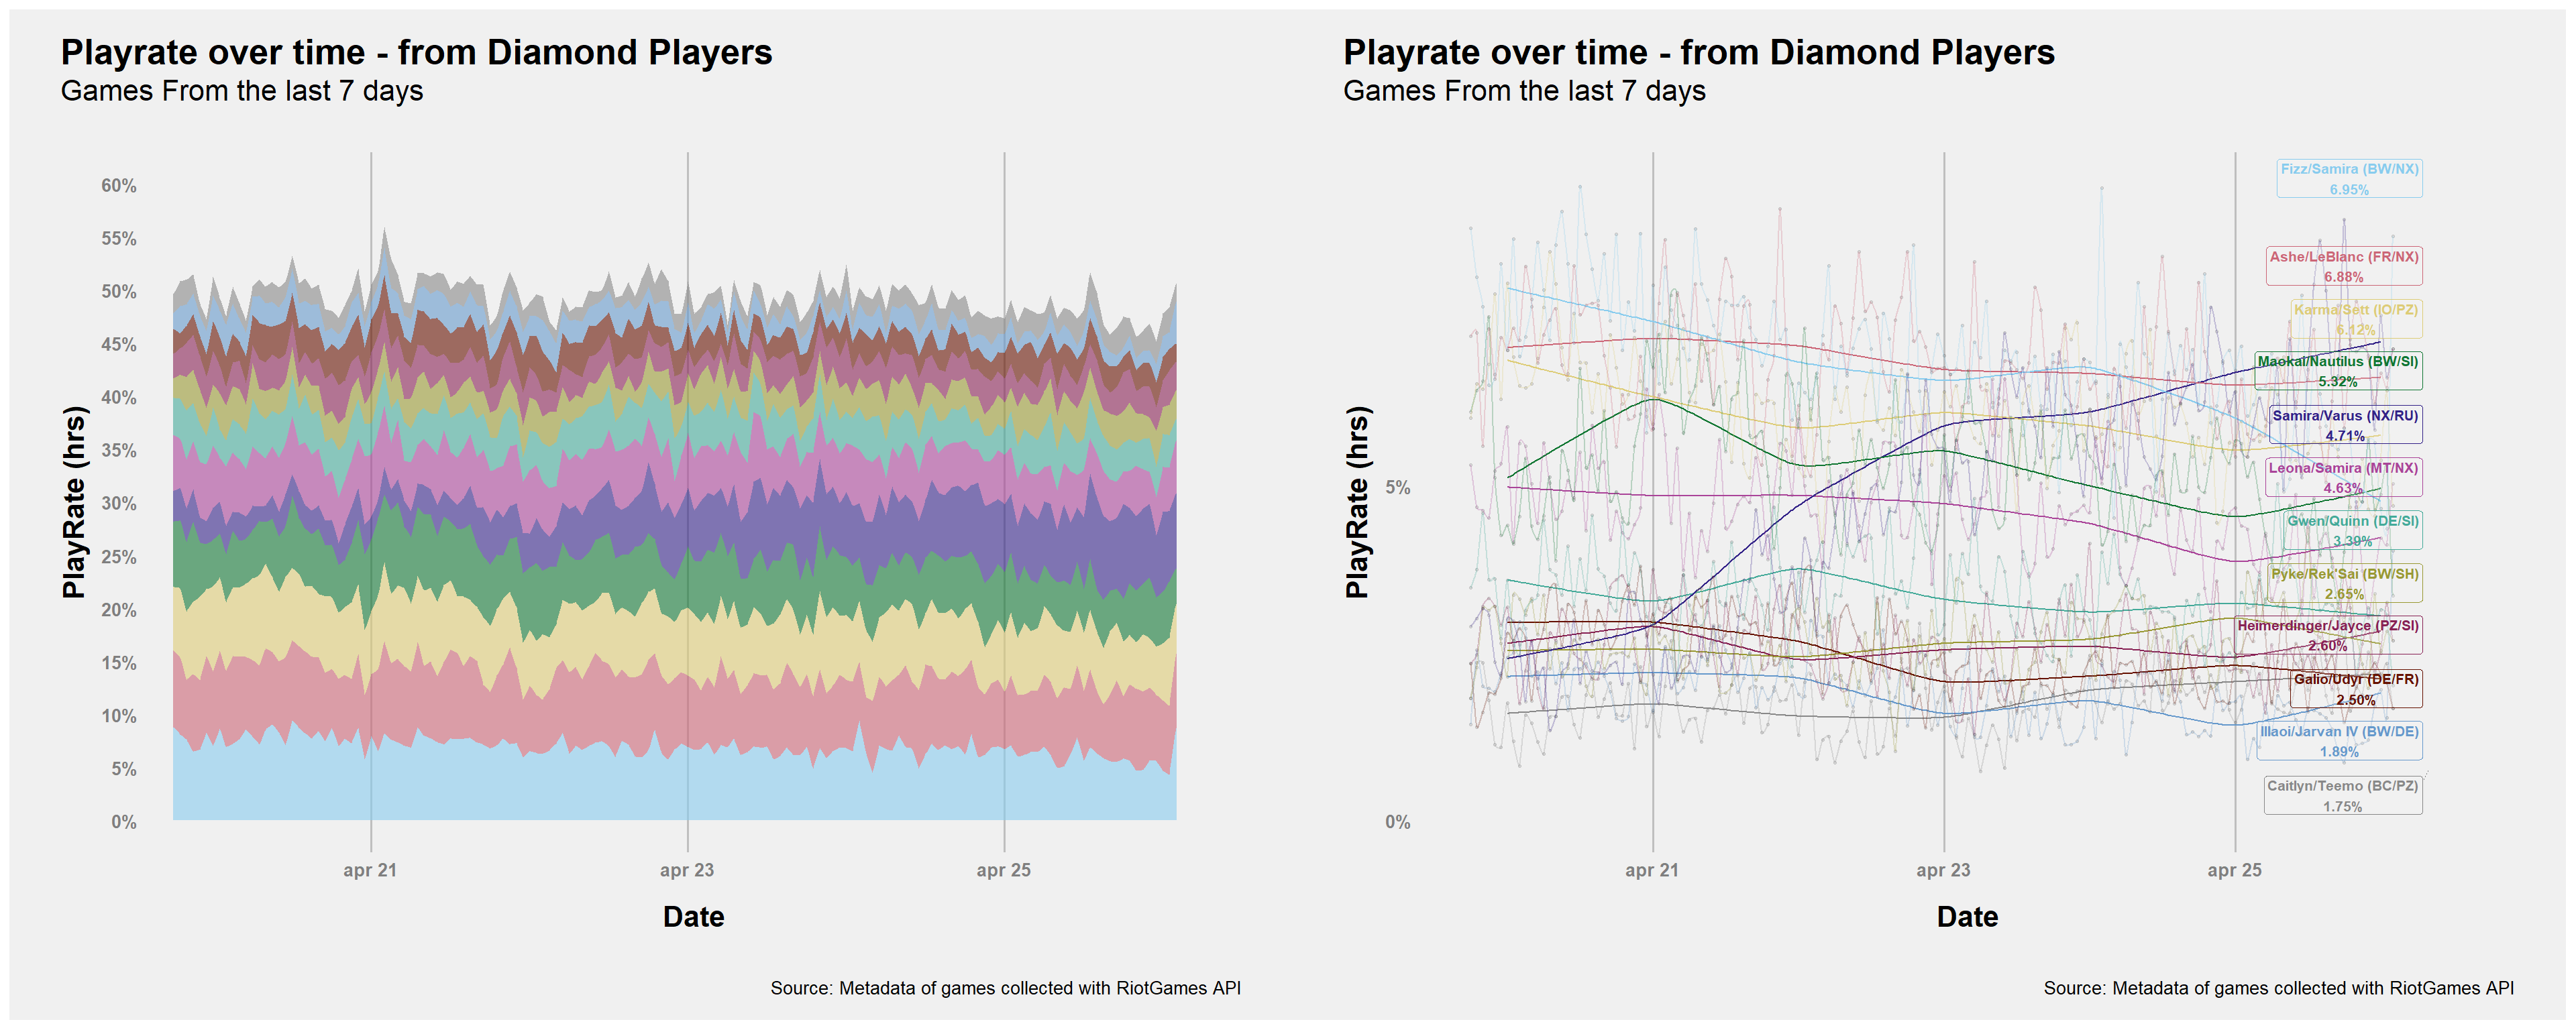 Playrate over time - from Diamond Players
Games From the last 7 days
PlayRate (hrs)
60%
55%
50%
45%
40%
35%
30%
25%
20%
15%
10%
5%
0%
apr 21
apr 23
apr 25
Date
Source: Metadata of games collected with RiotGames API
Playrate over time - from Diamond Players
Games From the last 7 days
PlayRate (hrs)
5%
0%
Fizz/Samira (BW/NX)
6.95%
Ashe/LeBlanc (FR/NX)
6.88%
Karma/Sett (IO/PZ)
6.12%
Maokai/Nautilus (BW/SI)
5.32%
Samira/Varus (NX/RU)
4.71%
Leona/Samira (MT/NX)
4.63%
Gwen/Quinn (DE/SI)
3.39%
Pyke/Rek'Sai (BW/SH)
2.65%
Heimerdinger/Jayce (PZ/SI)
2.60%
Galio/Udyr (DE/FR)
2.50%
Illaoi/Jarvan IV (BW/DE)
1.89%
Caitlyn/Teemo (BC/PZ)
1.75%
apr 21
apr 23
apr 25
Date
Source: Metadata of games collected with RiotGames API